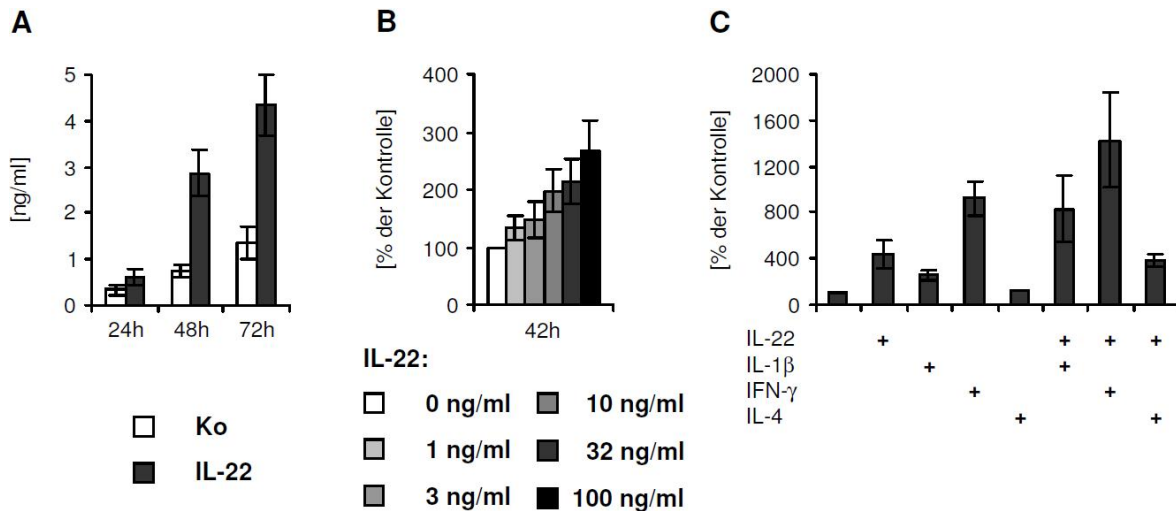 A
[ng/ml]
5
4
3
2
1
0
24h 48h 72h
Ko
IL-22
B
[% der Kontrolle]
400
300
200
100
0
42h
IL-22:
0 ng/ml 10 ng/ml
1 ng/ml 32 ng/ml
3 ng/ml 100 ng/ml
C
[% der Kontrolle]
2000
1600
1200
800
400
0
IL-22 + + + +
IL-1β + +
IFN-γ + +
IL-4 + +